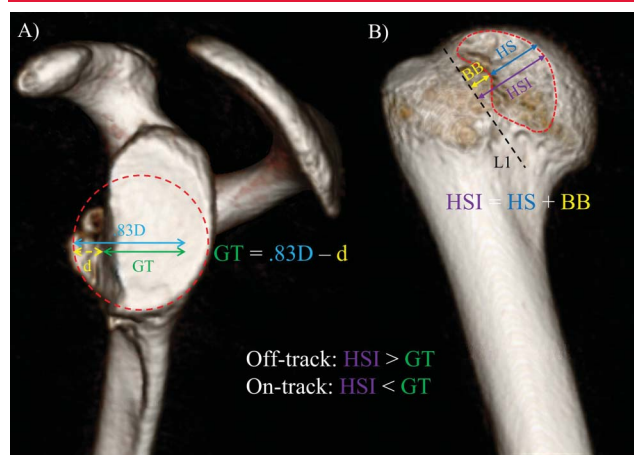 A)
.83D
d
GT
GT = .83D – d
B)
HS
BB
HSI
L1
HSI = HS + BB
Off-track: HSI > GT
On-track: HSI < GT